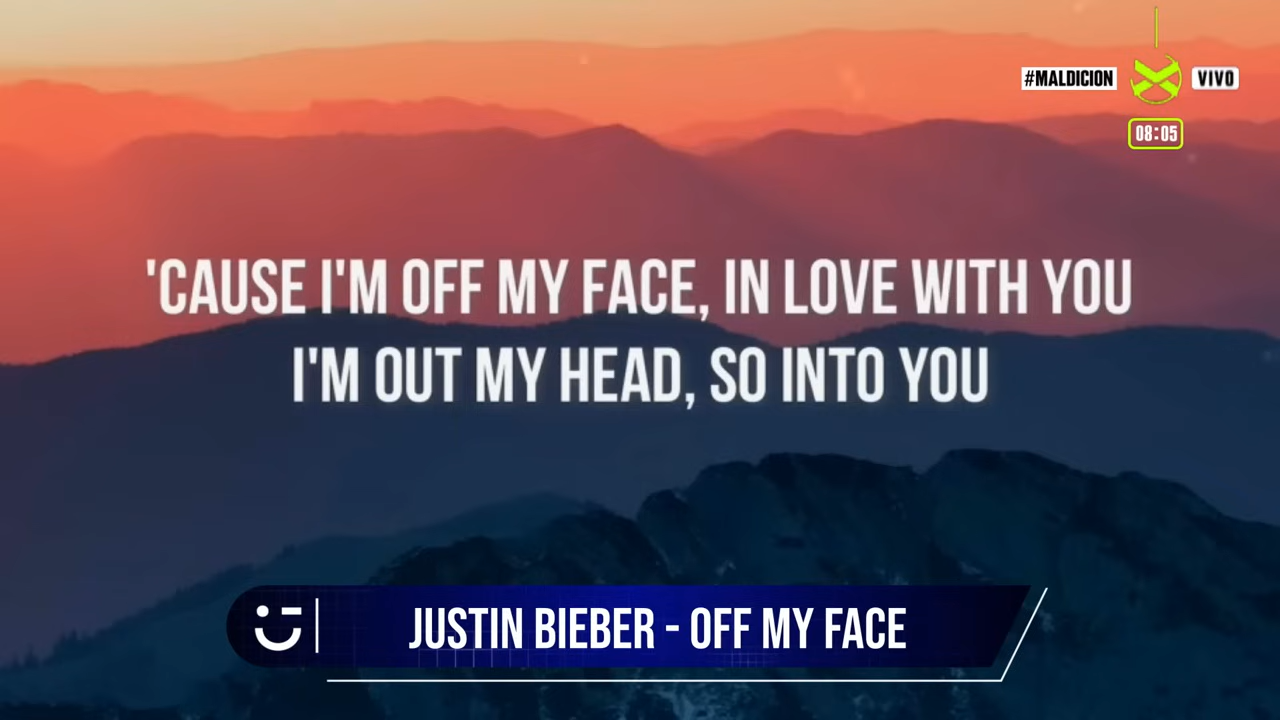 #MALDICION VIVO
08:05
'CAUSE I'M OFF MY FACE, IN LOVE WITH YOU
I'M OUT MY HEAD, SO INTO YOU
JUSTIN BIEBER - OFF MY FACE